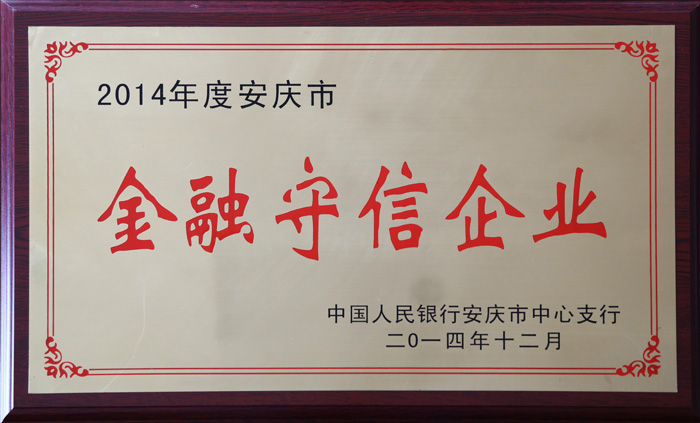 2014年度安庆市
金融守信企业
中国人民银行安庆市中心支行
二0一四年十二月